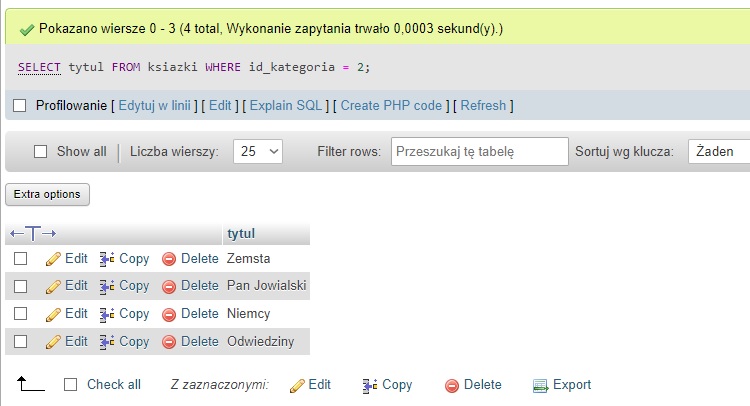 Pokazano wiersze 0 - 3 (4 total, Wykonanie zapytania trwało 0,0003 sekund(y).)
SELECT tytul FROM ksiazki WHERE id_kategoria = 2;
Profilowanie [ Edytuj w linii ] [ Edit ] [ Explain SQL ] [ Create PHP code ] [ Refresh ]
Show all Liczba wierszy: 25 Filter rows: Przeszukaj tę tabelę Sortuj wg klucza: Żaden
Extra options
tytul
Edit Copy Delete Zemsta
Edit Copy Delete Pan Jowialski
Edit Copy Delete Niemcy
Edit Copy Delete Odwiedziny
Check all Z zaznaczonymi: Edit Copy Delete Export